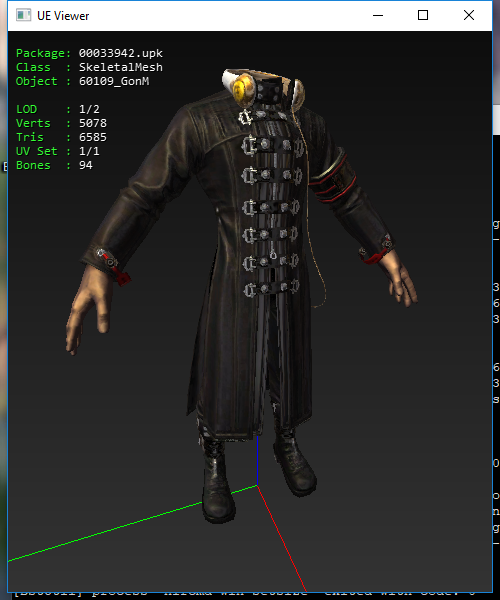 UE Viewer
Package: 00033942.upk
Class : SkeletalMesh
Object : 60109_GonM
LOD : 1/2
Verts : 5078
Tris : 6585
UV Set : 1/1
Bones : 94